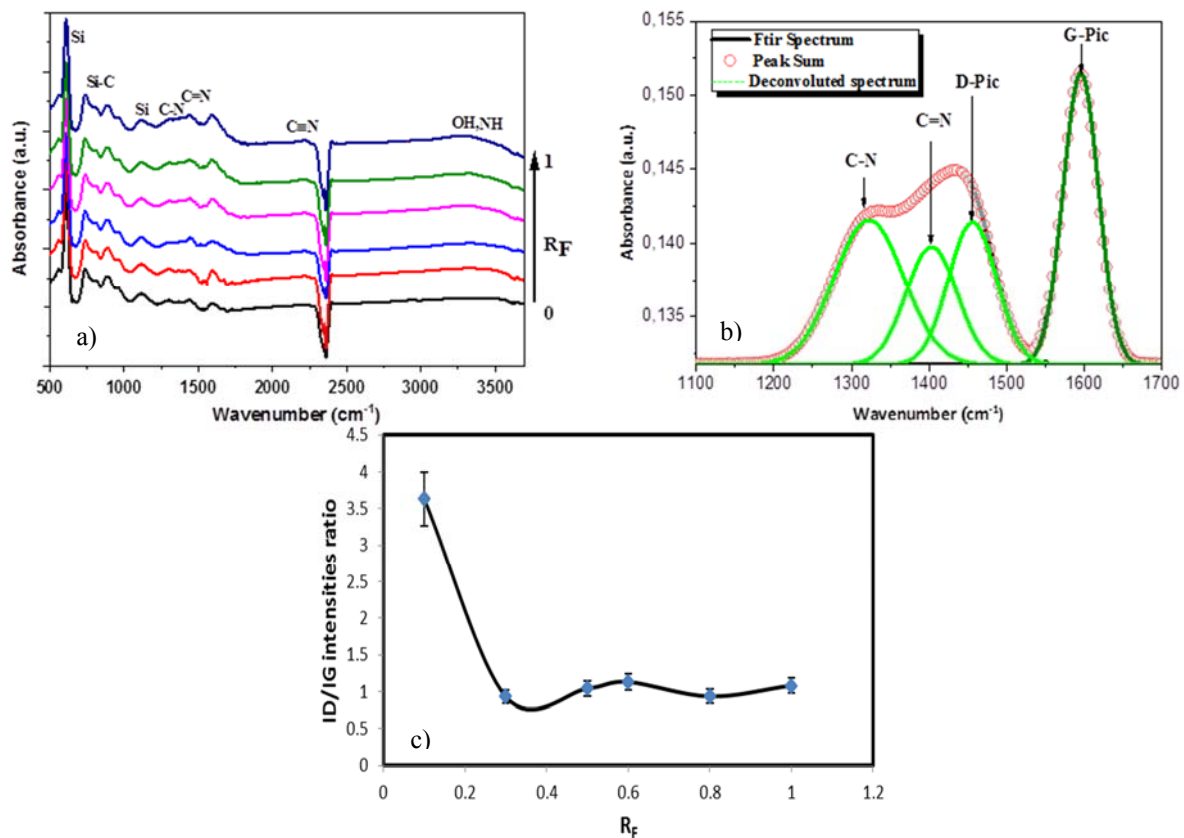 Si
Si-C
Si
C-N
C=N
C≡N
OH,NH
1
R_F
0
a)
Absorbance (a.u.)
500 1000 1500 2000 2500 3000 3500
Wavenumber (cm⁻¹)
0,155
0,150
0,145
0,140
0,135
Absorbance (a.u.)
Ftir Spectrum
Peak Sum
Deconvoluted spectrum
G-Pic
D-Pic
C=N
C-N
b)
1100 1200 1300 1400 1500 1600 1700
Wavenumber (cm⁻¹)
4.5
4
3.5
3
2.5
2
1.5
1
0.5
0
ID/IG intensities ratio
c)
0 0.2 0.4 0.6 0.8 1 1.2
R_F